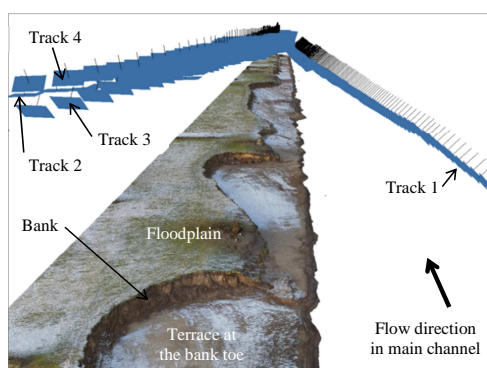 Track 4
Track 3
Track 2
Track 1
Bank
Floodplain
Terrace at
the bank toe
Flow direction
in main channel